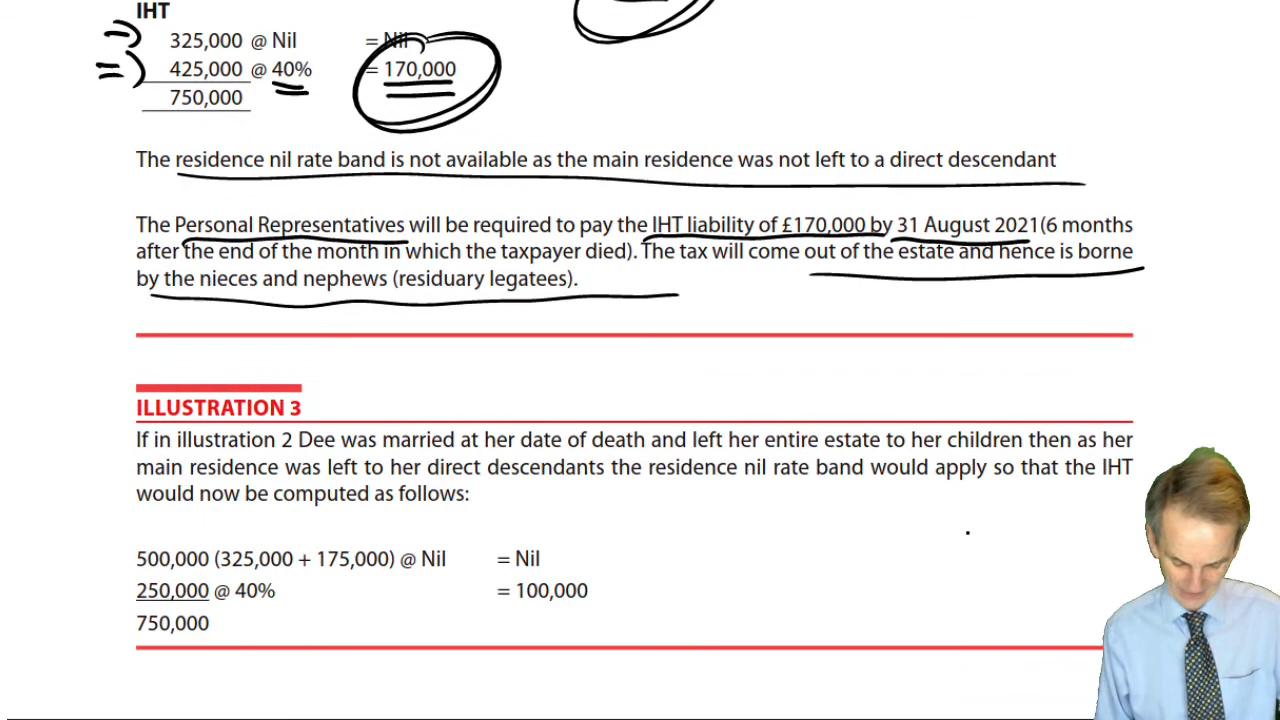 IHT
325,000 @ Nil = Nil
425,000 @ 40% = 170,000
750,000
The residence nil rate band is not available as the main residence was not left to a direct descendant
The Personal Representatives will be required to pay the IHT liability of £170,000 by 31 August 2021(6 months
after the end of the month in which the taxpayer died). The tax will come out of the estate and hence is borne
by the nieces and nephews (residuary legatees).
ILLUSTRATION 3
If in illustration 2 Dee was married at her date of death and left her entire estate to her children then as her
main residence was left to her direct descendants the residence nil rate band would apply so that the IHT
would now be computed as follows:
500,000 (325,000 + 175,000) @ Nil = Nil
250,000 @ 40% = 100,000
750,000